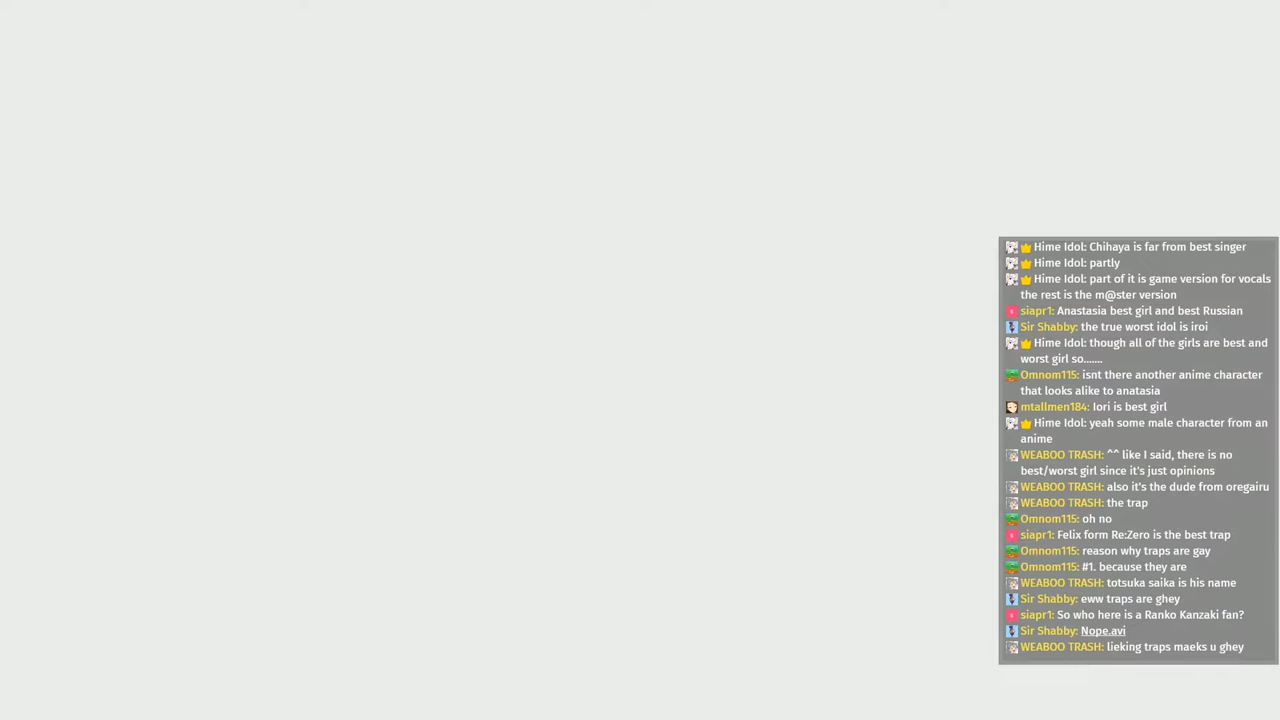 Hime Idol: Chihaya is far from best singer
Hime Idol: partly
Hime Idol: part of it is game version for vocals
the rest is the m@ster version
siapr1: Anastasia best girl and best Russian
Sir Shabby: the true worst idol is iroi
Hime Idol: though all of the girls are best and
worst girl so.......
Omnom115: isnt there another anime character
that looks alike to anatasia
mtallmen184: Iori is best girl
Hime Idol: yeah some male character from an
anime
WEABOO TRASH: ^^ like I said, there is no
best/worst girl since it's just opinions
WEABOO TRASH: also it's the dude from oregairu
WEABOO TRASH: the trap
Omnom115: oh no
siapr1: Felix form Re:Zero is the best trap
Omnom115: reason why traps are gay
Omnom115: #1. because they are
WEABOO TRASH: totsuka saika is his name
Sir Shabby: eww traps are ghey
siapr1: So who here is a Ranko Kanzaki fan?
Sir Shabby: Nope.avi
WEABOO TRASH: lieking traps maeks u ghey